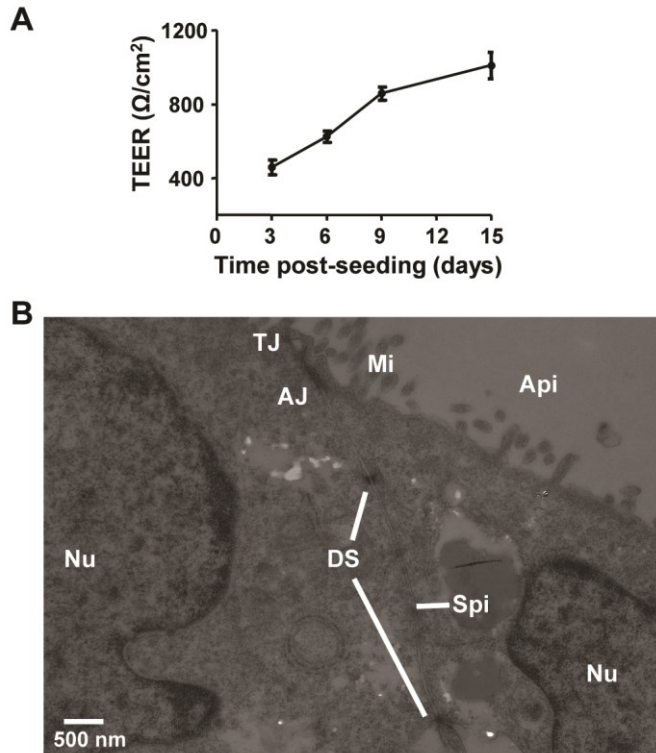 A
TEER (Ω/cm²)
1200
800
400
0 3 6 9 12 15
Time post-seeding (days)
B
TJ
Mi
AJ
Api
Nu
DS
Spi
Nu
500 nm